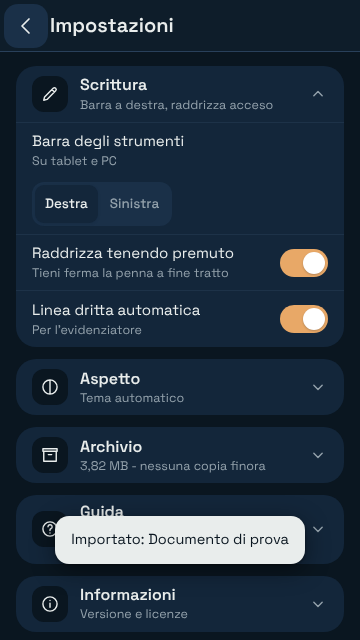 Impostazioni
Scrittura
Barra a destra, raddrizza acceso
Barra degli strumenti
Su tablet e PC
Destra
Sinistra
Raddrizza tenendo premuto
Tieni ferma la penna a fine tratto
Linea dritta automatica
Per l'evidenziatore
Aspetto
Tema automatico
Archivio
3,82 MB - nessuna copia finora
Guida
Importato: Documento di prova
Informazioni
Versione e licenze